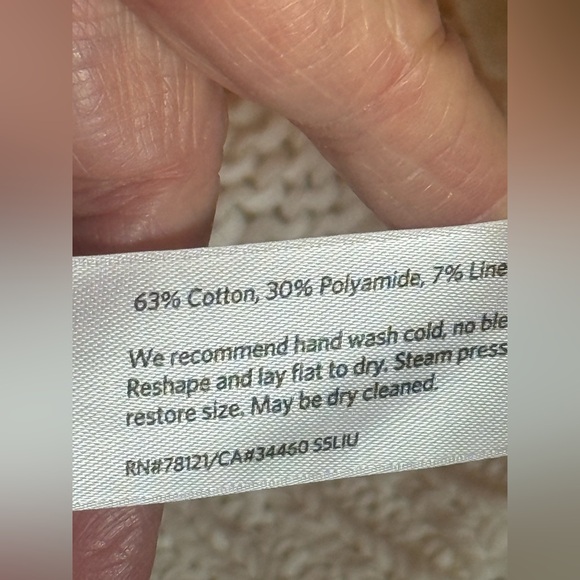 63% Cotton, 30% Polyamide, 7% Line
We recommend hand wash cold, no ble
Reshape and lay flat to dry. Steam press
restore size. May be dry cleaned.
RN#78121/CA#34460 S5LIU